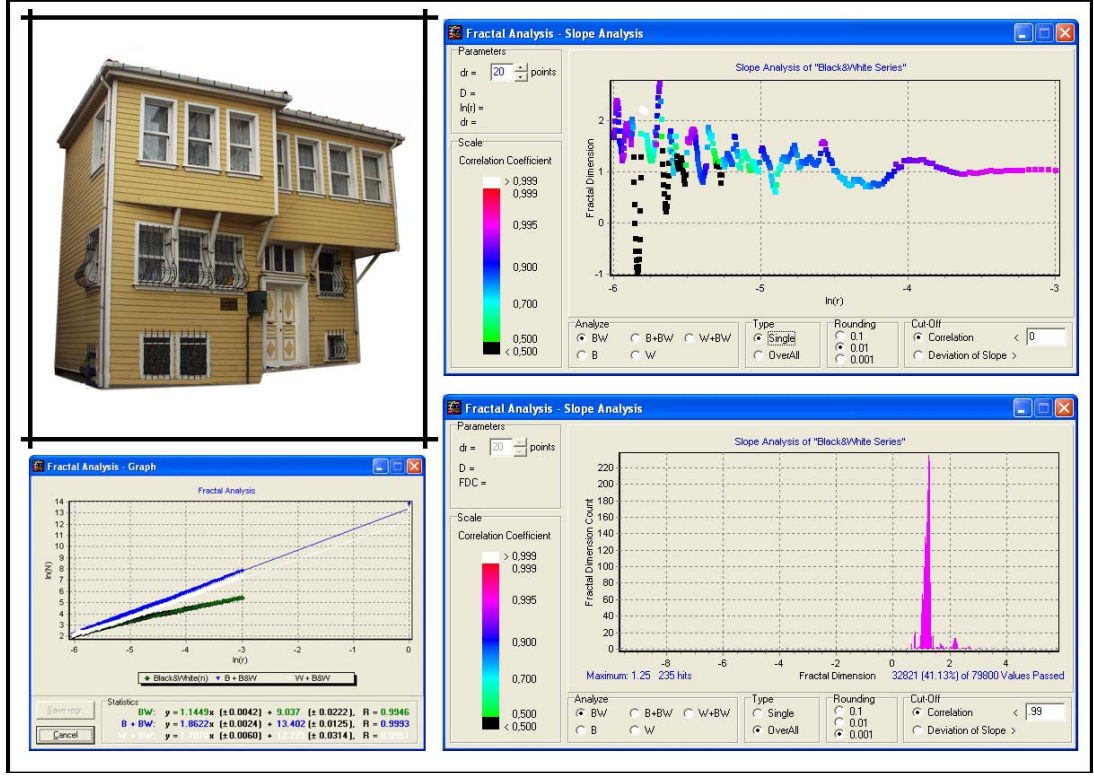 Fractal Analysis - Slope Analysis
Parameters
dr = 20 points
D =
ln(r) =
dr =
Scale
Correlation Coefficient
> 0,999
0,999
0,995
0,900
0,700
0,500
< 0,500
Slope Analysis of "Black&White Series"
Fractal Dimension
2
1
0
-1
-6 -5 -4 -3
ln(r)
Analyze
BW B+BW W+BW
B W
Type
Single
OverAll
Rounding
0.1
0.01
0.001
Cut-Off
Correlation < 0
Deviation of Slope >
Fractal Analysis - Graph
Fractal Analysis
ln(N)
14
13
12
11
10
9
8
7
6
5
4
3
2
-6 -5 -4 -3 -2 -1 0
ln(r)
Black&White(n) B + B&W W + B&W
Save regr.
Cancel
Statistics
BW: y = 1.1449x (± 0.0042) + 9.037 (± 0.0222), R = 0.9946
B + BW: y = 1.8622x (± 0.0024) + 13.402 (± 0.0125), R = 0.9993
W + BW: y = x (± 0.0060) + (± 0.0314), R =
Fractal Analysis - Slope Analysis
Parameters
dr = 20 points
D =
FDC =
Scale
Correlation Coefficient
> 0,999
0,999
0,995
0,900
0,700
0,500
< 0,500
Slope Analysis of "Black&White Series"
Fractal Dimension Count
220
200
180
160
140
120
100
80
60
40
20
0
-8 -6 -4 -2 0 2 4
Maximum: 1.25 235 hits Fractal Dimension 32821 (41.13%) of 79800 Values Passed
Analyze
BW B+BW W+BW
B W
Type
Single
OverAll
Rounding
0.1
0.01
0.001
Cut-Off
Correlation < .99
Deviation of Slope >